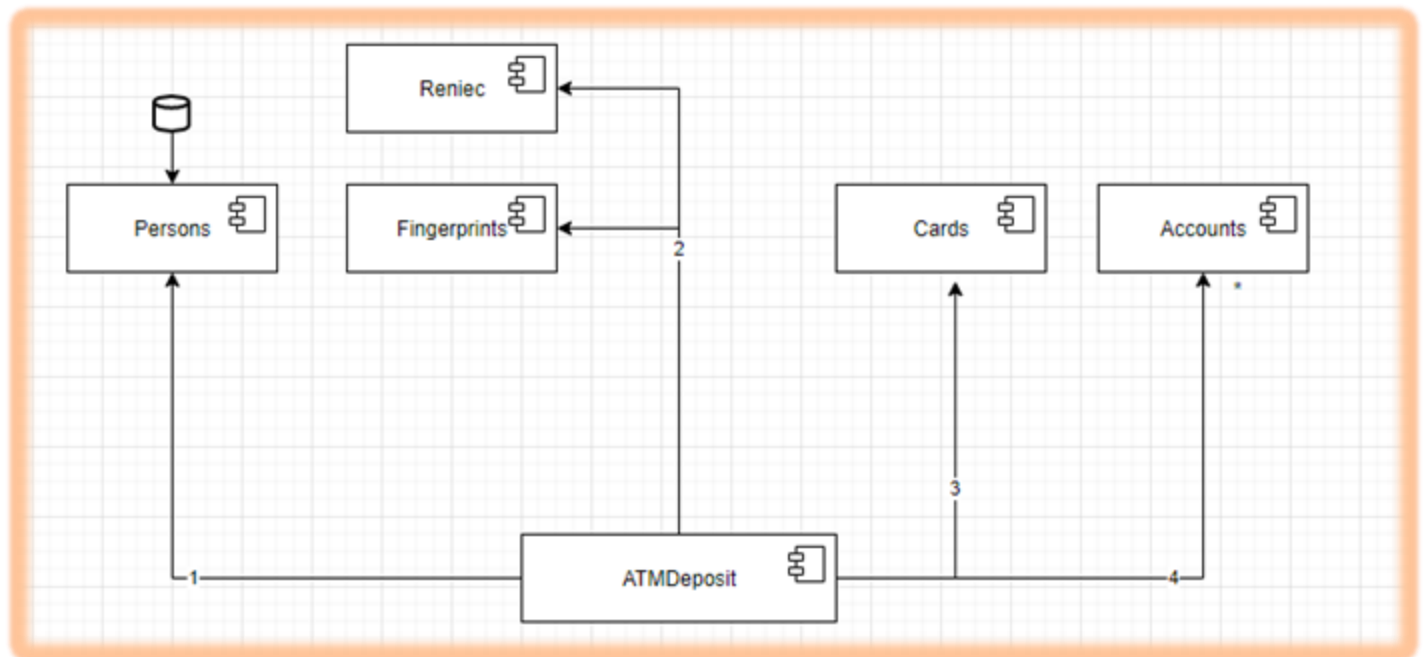 Reniec
Persons
Fingerprints
Cards
Accounts
2
*
3
1
ATMDeposit
4